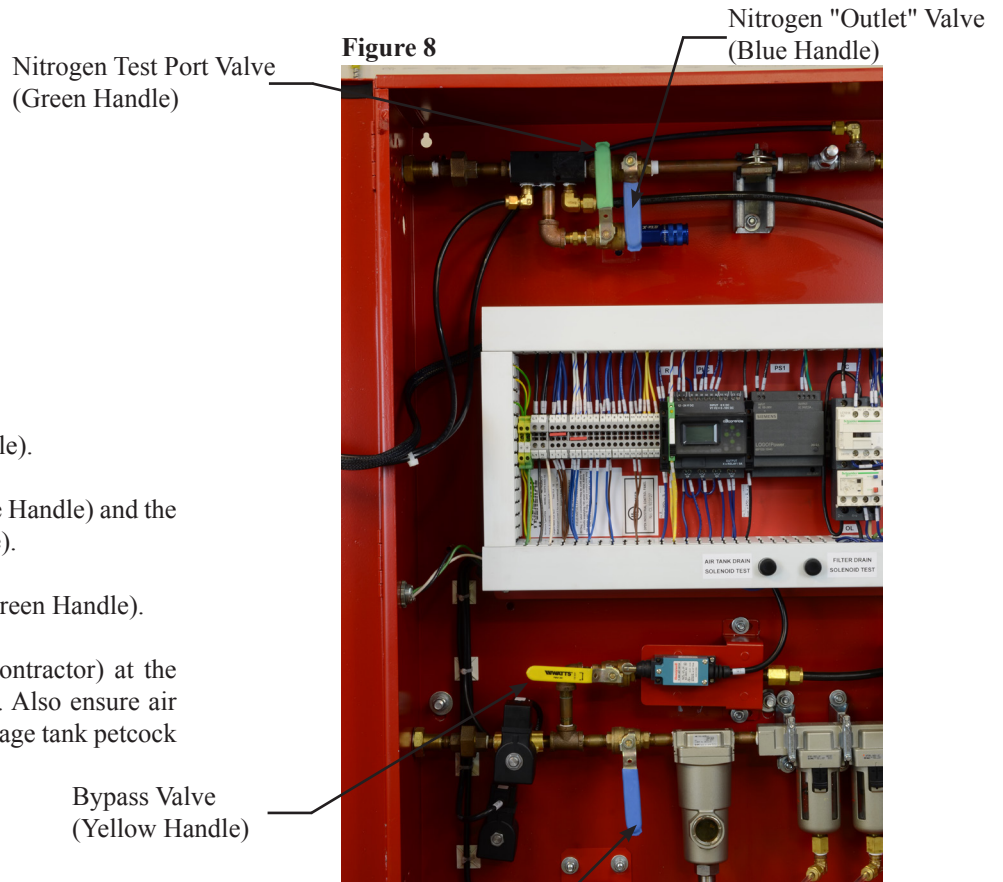 Nitrogen "Outlet" Valve
(Blue Handle)
Figure 8
Nitrogen Test Port Valve
(Green Handle)
le).
e Handle) and the
).
reen Handle).
ontractor) at the
. Also ensure air
age tank petcock
PS1
OL
AIR TANK DRAIN
SOLENOID TEST
FILTER DRAIN
SOLENOID TEST
Bypass Valve
(Yellow Handle)